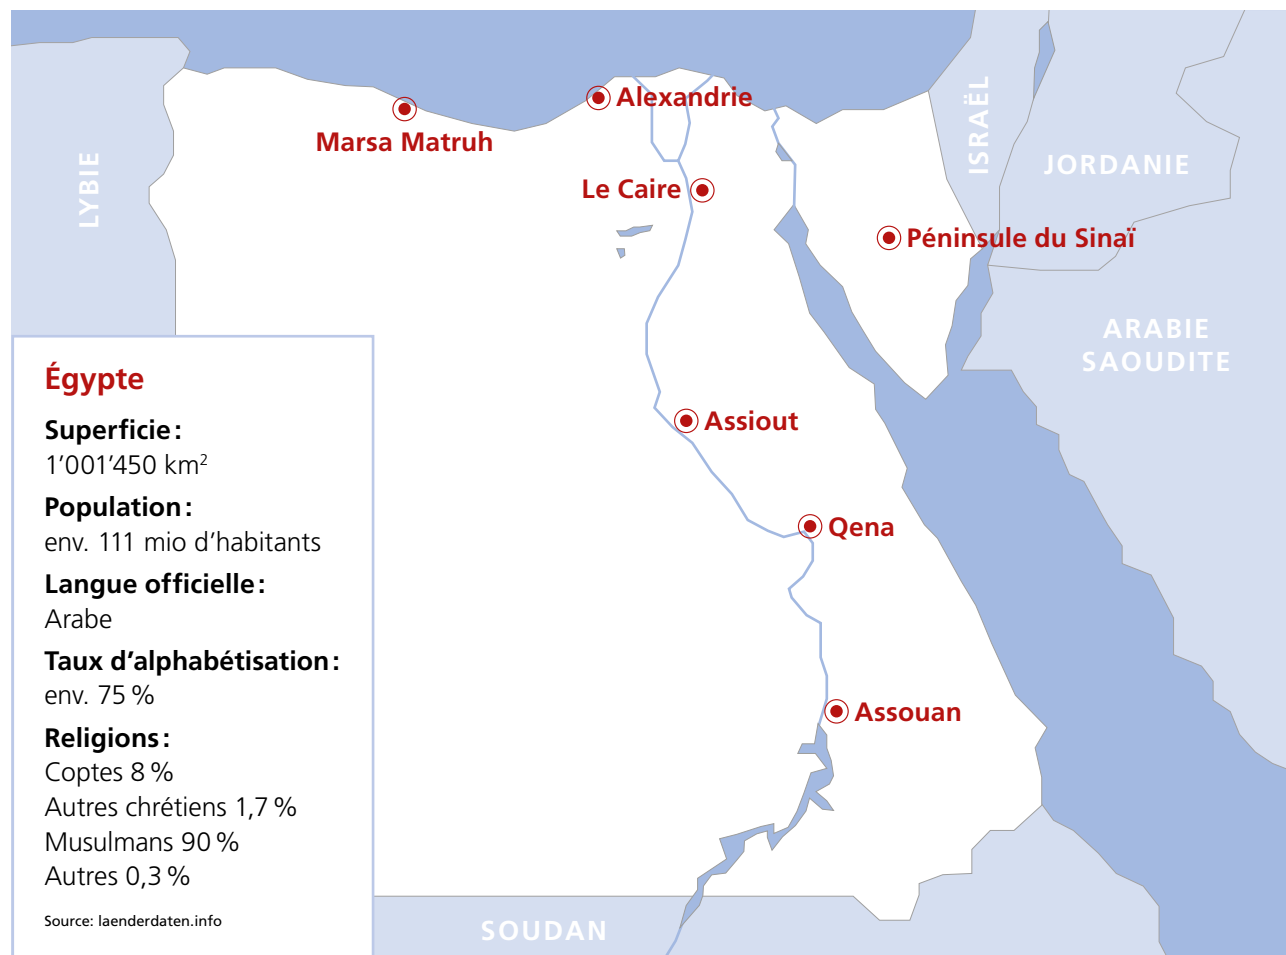 Alexandrie
Marsa Matruh
Le Caire
Péninsule du Sinaï
Assiout
Qena
Assouan
LYBIE
ISRAËL
JORDANIE
ARABIE
SAOUDITE
SOUDAN
Égypte
Superficie :
1’001’450 km²
Population :
env. 111 mio d’habitants
Langue officielle :
Arabe
Taux d’alphabétisation :
env. 75 %
Religions :
Coptes 8 %
Autres chrétiens 1,7 %
Musulmans 90 %
Autres 0,3 %
Source: laenderdaten.info